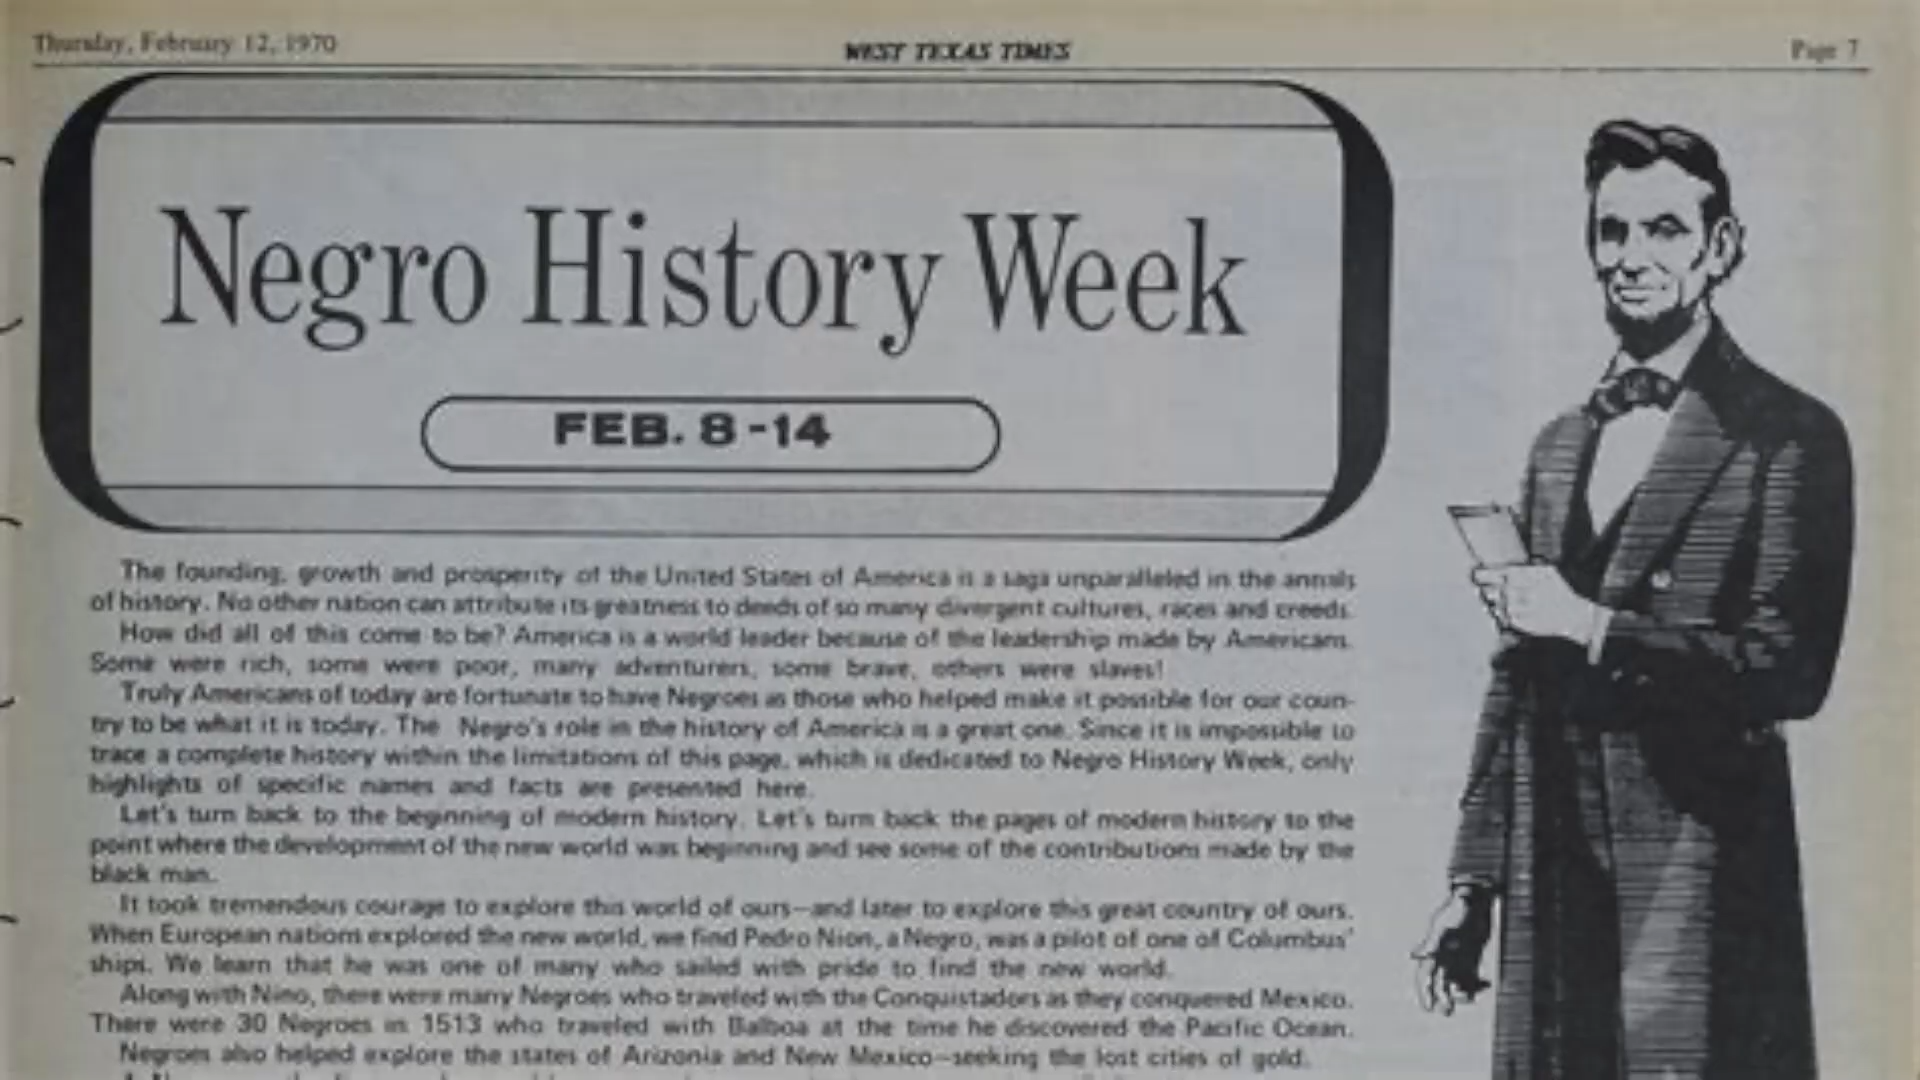 Thursday, February 12, 1970
WEST TEXAS TIMES
Page 7
Negro History Week
FEB. 8-14
The founding, growth and prosperity of the United States of America is a saga unparalleled in the annals
of history. No other nation can attribute its greatness to deeds of so many divergent cultures, races and creeds.
How did all of this come to be? America is a world leader because of the leadership made by Americans.
Some were rich, some were poor, many adventurers, some brave, others were slaves!
Truly Americans of today are fortunate to have Negroes as those who helped make it possible for our coun-
try to be what it is today. The Negro's role in the history of America is a great one. Since it is impossible to
trace a complete history within the limitations of this page, which is dedicated to Negro History Week, only
highlights of specific names and facts are presented here.
Let's turn back to the beginning of modern history. Let's turn back the pages of modern history to the
point where the development of the new world was beginning and see some of the contributions made by the
black man.
It took tremendous courage to explore this world of ours—and later to explore this great country of ours.
When European nations explored the new world, we find Pedro Nion, a Negro, was a pilot of one of Columbus'
ships. We learn that he was one of many who sailed with pride to find the new world.
Along with Nino, there were many Negroes who traveled with the Conquistadors as they conquered Mexico.
There were 30 Negroes in 1513 who traveled with Balboa at the time he discovered the Pacific Ocean.
Negroes also helped explore the states of Arizonia and New Mexico—seeking the lost cities of gold.